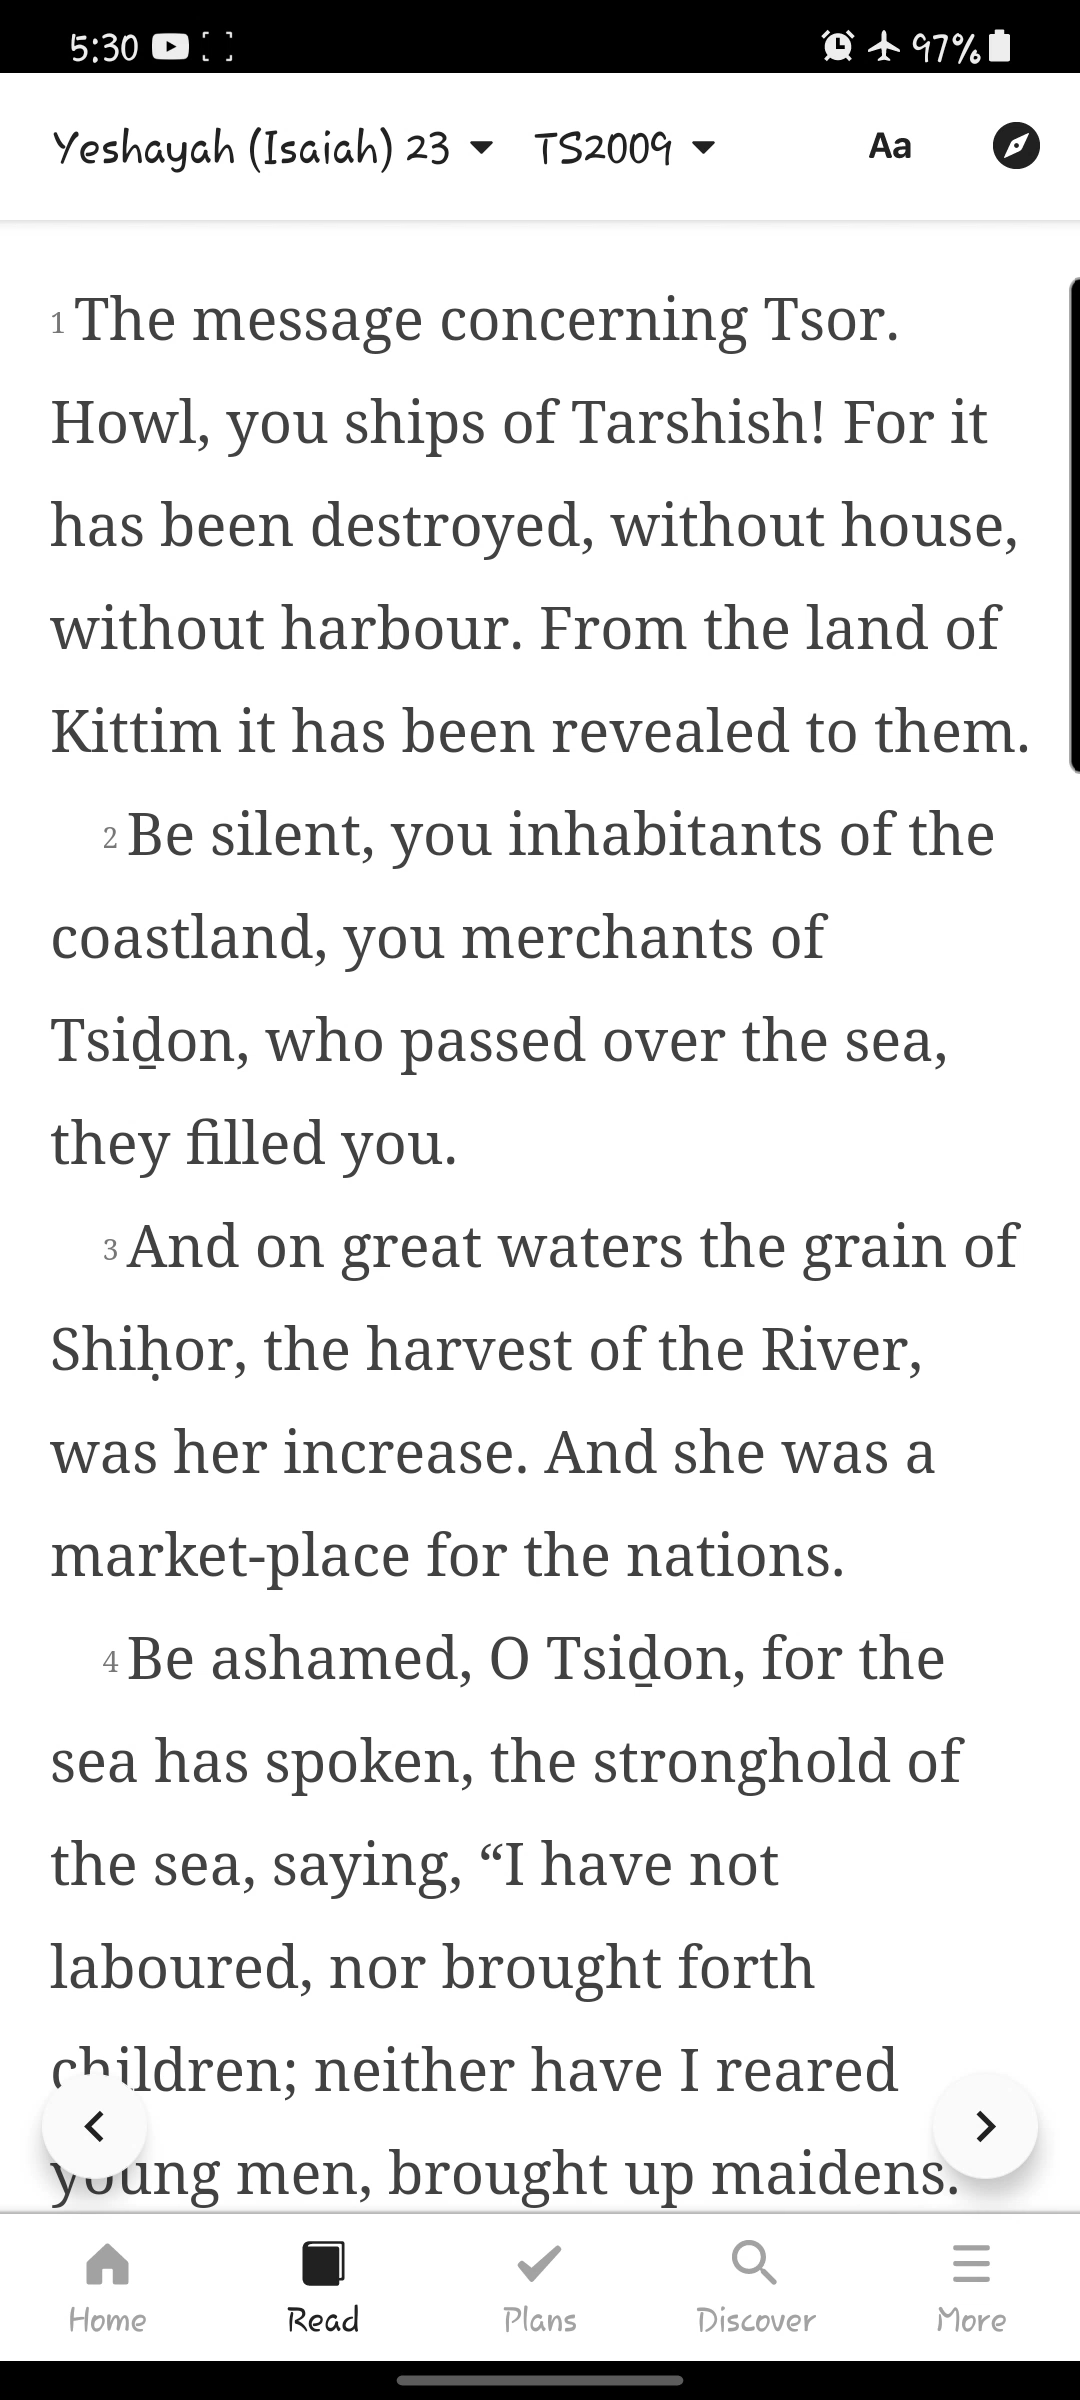 5:30 97%
Yeshayah (Isaiah) 23 TS2009 Aa
1 The message concerning Tsor.
Howl, you ships of Tarshish! For it
has been destroyed, without house,
without harbour. From the land of
Kittim it has been revealed to them.
2 Be silent, you inhabitants of the
coastland, you merchants of
Tsiḏon, who passed over the sea,
they filled you.
3 And on great waters the grain of
Shiḥor, the harvest of the River,
was her increase. And she was a
market-place for the nations.
4 Be ashamed, O Tsiḏon, for the
sea has spoken, the stronghold of
the sea, saying, “I have not
laboured, nor brought forth
children; neither have I reared
young men, brought up maidens.
Home Read Plans Discover More